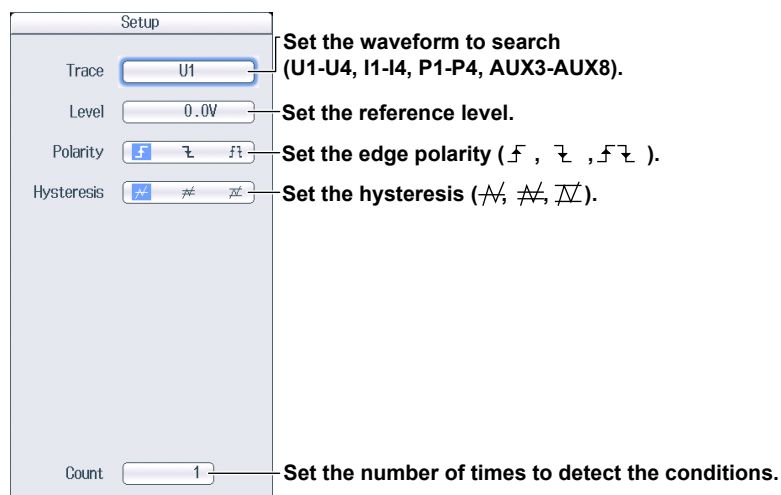 Setup
Trace U1
Set the waveform to search
(U1-U4, I1-I4, P1-P4, AUX3-AUX8).
Level 0.0V
Set the reference level.
Polarity
Set the edge polarity ( , , ).
Hysteresis
Set the hysteresis ( , , ).
Count 1
Set the number of times to detect the conditions.